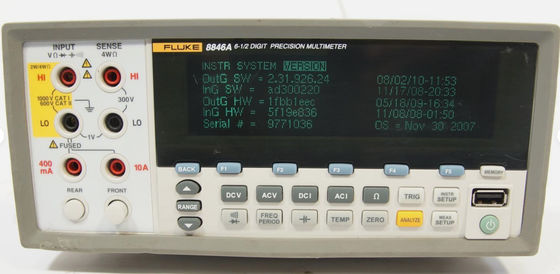 FLUKE 8846A 6-1/2 DIGIT PRECISION MULTIMETER
INPUT SENSE
VΩ 4WΩ
2W/4WΩ
HI HI
1000V CAT I
600V CAT II
300V
LO LO
1V
FUSED
400 mA
10A
REAR FRONT
INSTR SYSTEM VERSION
\ OutG SW = 2.31.926.24 08/02/10-11:53
InG SW = ad300220 11/17/08-20:33
OutG HW = 1fbb1eec 05/18/09-16:34
InG HW = 5f19e836 11/08/08-01:50
Serial # = 9771036 OS = Nov 30 2007
BACK F1 F2 F3 F4 F5 MEMORY
RANGE
DCV ACV DCI ACI Ω TRIG INSTR SETUP
FREQ PERIOD TEMP ZERO ANALYZE MEAS SETUP